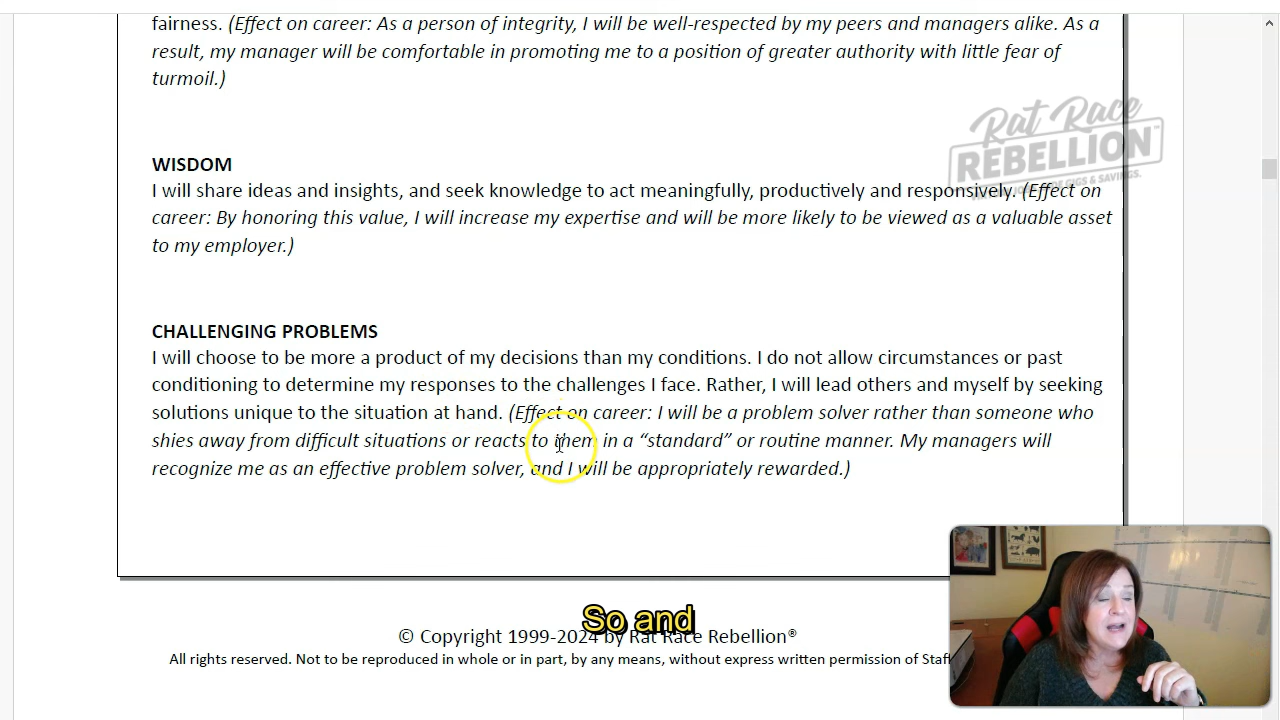 fairness. (Effect on career: As a person of integrity, I will be well-respected by my peers and managers alike. As a
result, my manager will be comfortable in promoting me to a position of greater authority with little fear of
turmoil.)
Rat Race
REBELLION™
GIGS & SAVINGS.
WISDOM
I will share ideas and insights, and seek knowledge to act meaningfully, productively and responsively. (Effect on
career: By honoring this value, I will increase my expertise and will be more likely to be viewed as a valuable asset
to my employer.)
CHALLENGING PROBLEMS
I will choose to be more a product of my decisions than my conditions. I do not allow circumstances or past
conditioning to determine my responses to the challenges I face. Rather, I will lead others and myself by seeking
solutions unique to the situation at hand. (Effect on career: I will be a problem solver rather than someone who
shies away from difficult situations or reacts to them in a “standard” or routine manner. My managers will
recognize me as an effective problem solver, and I will be appropriately rewarded.)
So and
© Copyright 1999-2024 by Rat Race Rebellion®
All rights reserved. Not to be reproduced in whole or in part, by any means, without express written permission of Staff